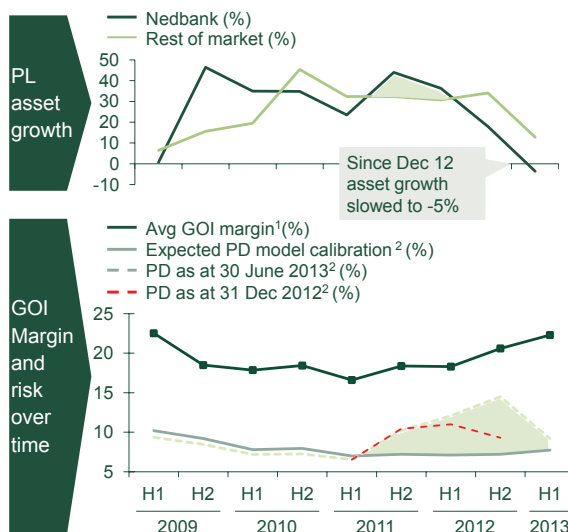 PL
asset
growth
Nedbank (%)
Rest of market (%)
50
40
30
20
10
0
-10
Since Dec 12
asset growth
slowed to -5%
GOI
Margin
and
risk
over
time
Avg GOI margin¹(%)
Expected PD model calibration ² (%)
PD as at 30 June 2013² (%)
PD as at 31 Dec 2012² (%)
25
20
15
10
5
H1 H2 H1 H2 H1 H2 H1 H2 H1
2009 2010 2011 2012 2013